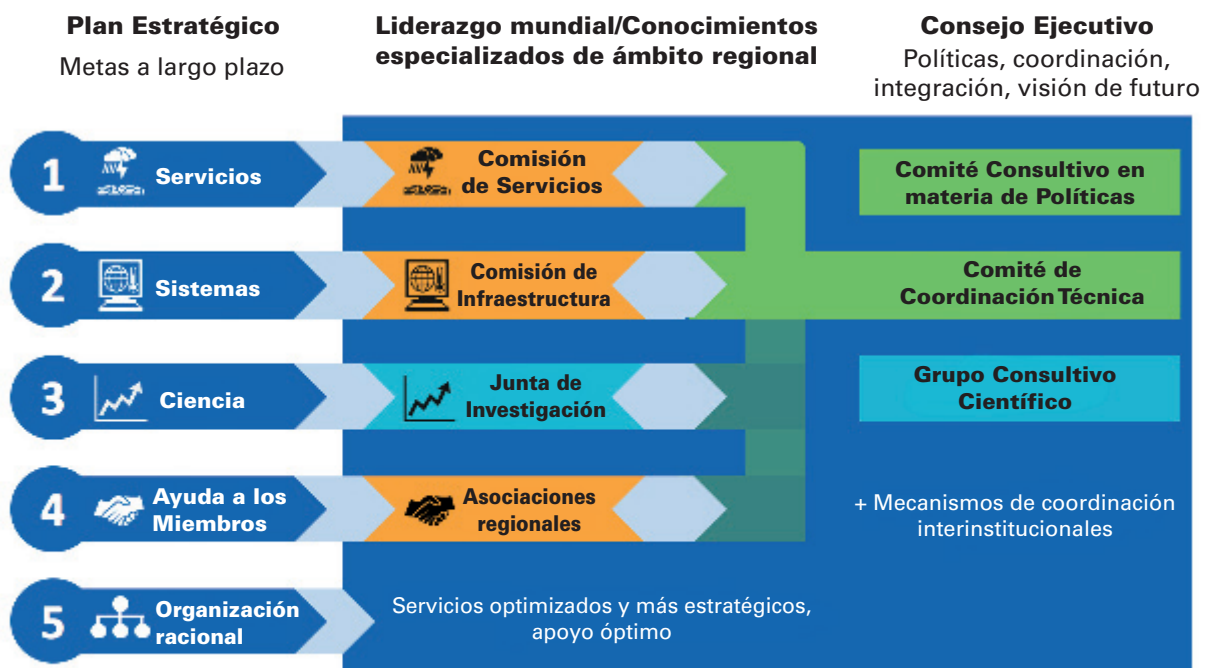 Plan Estratégico
Metas a largo plazo
Liderazgo mundial/Conocimientos
especializados de ámbito regional
Consejo Ejecutivo
Políticas, coordinación,
integración, visión de futuro
1
Servicios
Comisión
de Servicios
Comité Consultivo en
materia de Políticas
2
Sistemas
Comisión de
Infraestructura
Comité de
Coordinación Técnica
3
Ciencia
Junta de
Investigación
Grupo Consultivo
Científico
4
Ayuda a los
Miembros
Asociaciones
regionales
+ Mecanismos de coordinación
interinstitucionales
5
Organización
racional
Servicios optimizados y más estratégicos,
apoyo óptimo